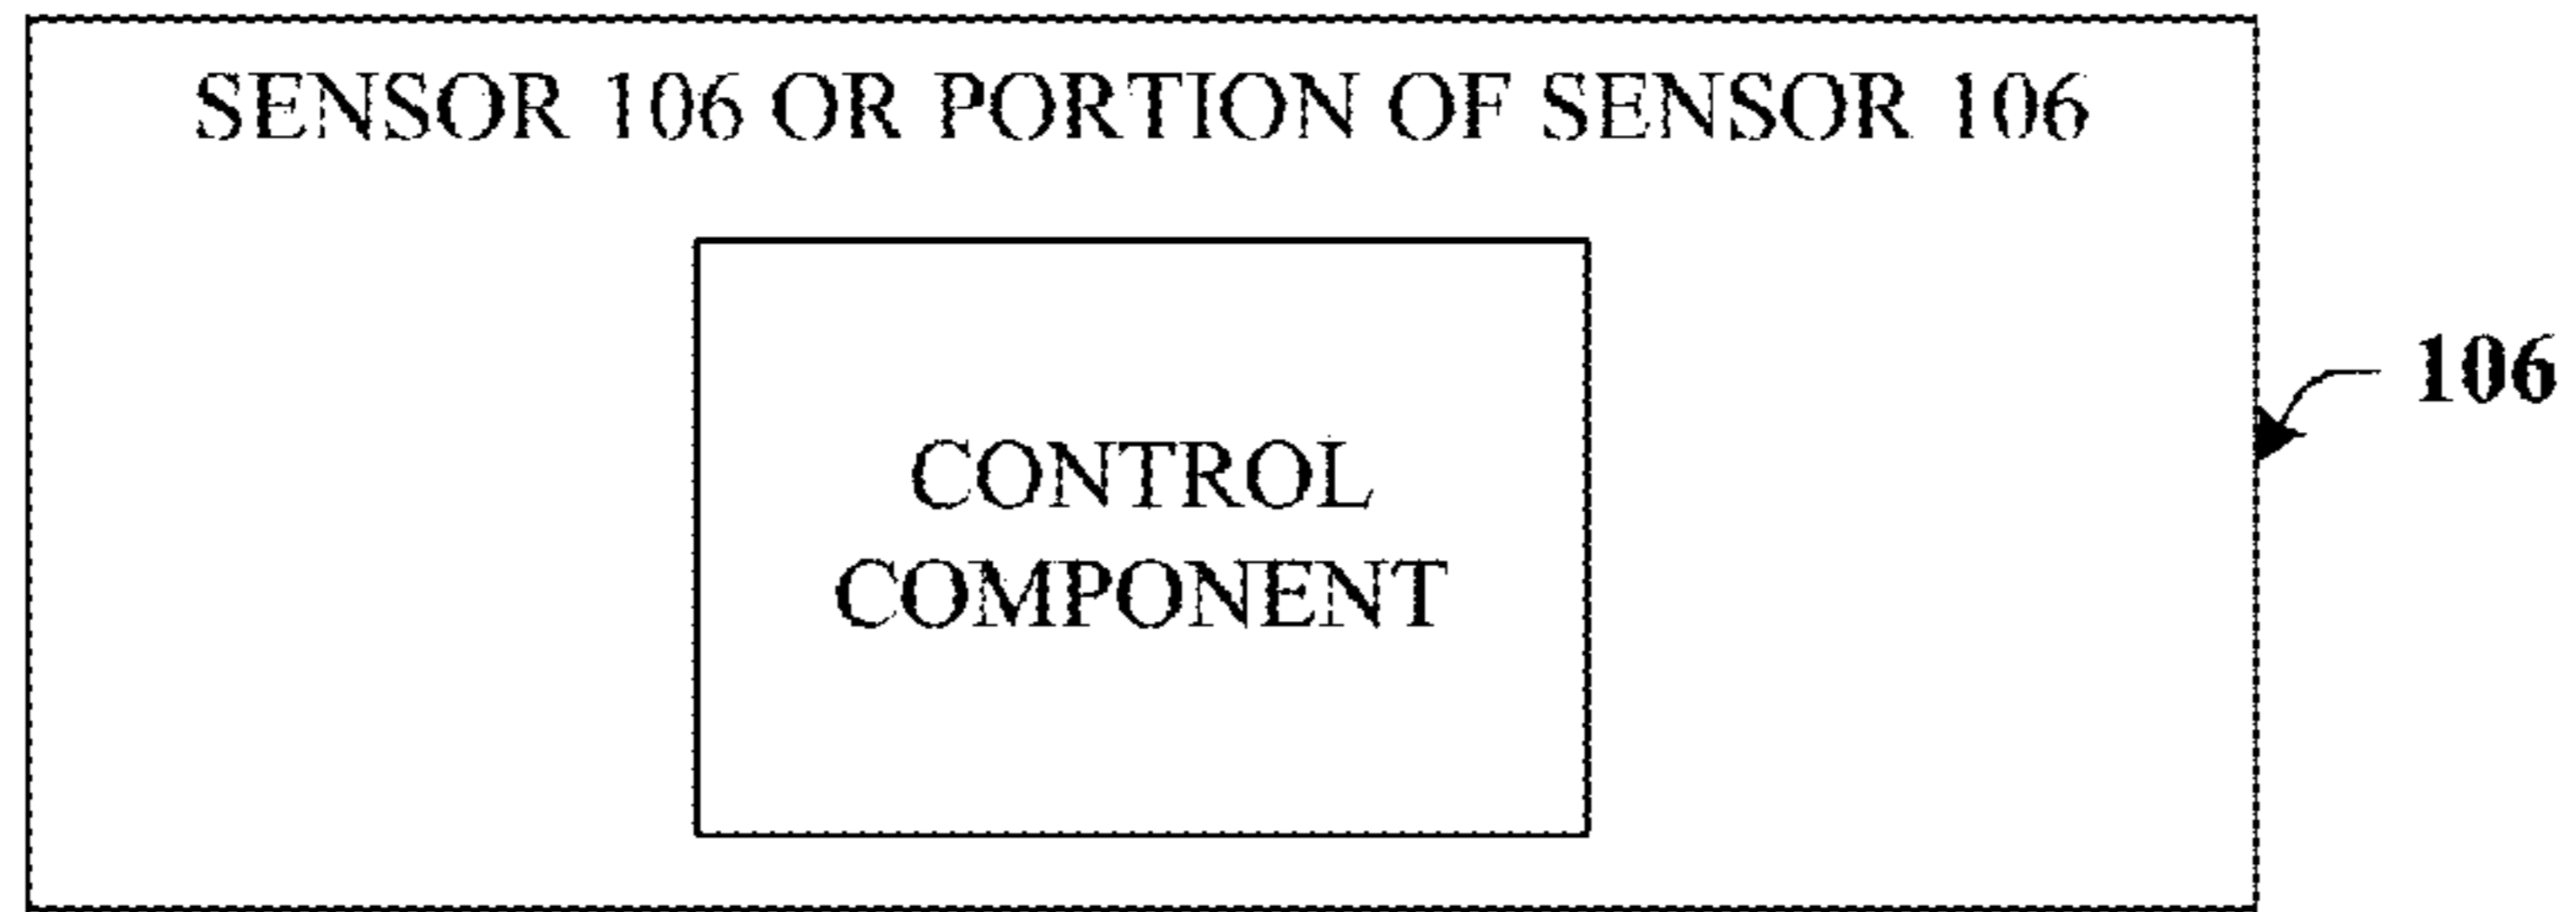 SENSOR 106 OR PORTION OF SENSOR 106
106
CONTROL
COMPONENT